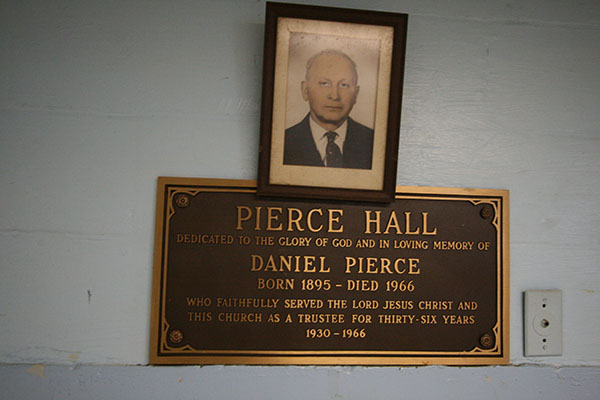 PIERCE HALL
DEDICATED TO THE GLORY OF GOD AND IN LOVING MEMORY OF
DANIEL PIERCE
BORN 1895 – DIED 1966
WHO FAITHFULLY SERVED THE LORD JESUS CHRIST AND
THIS CHURCH AS A TRUSTEE FOR THIRTY-SIX YEARS
1930 – 1966